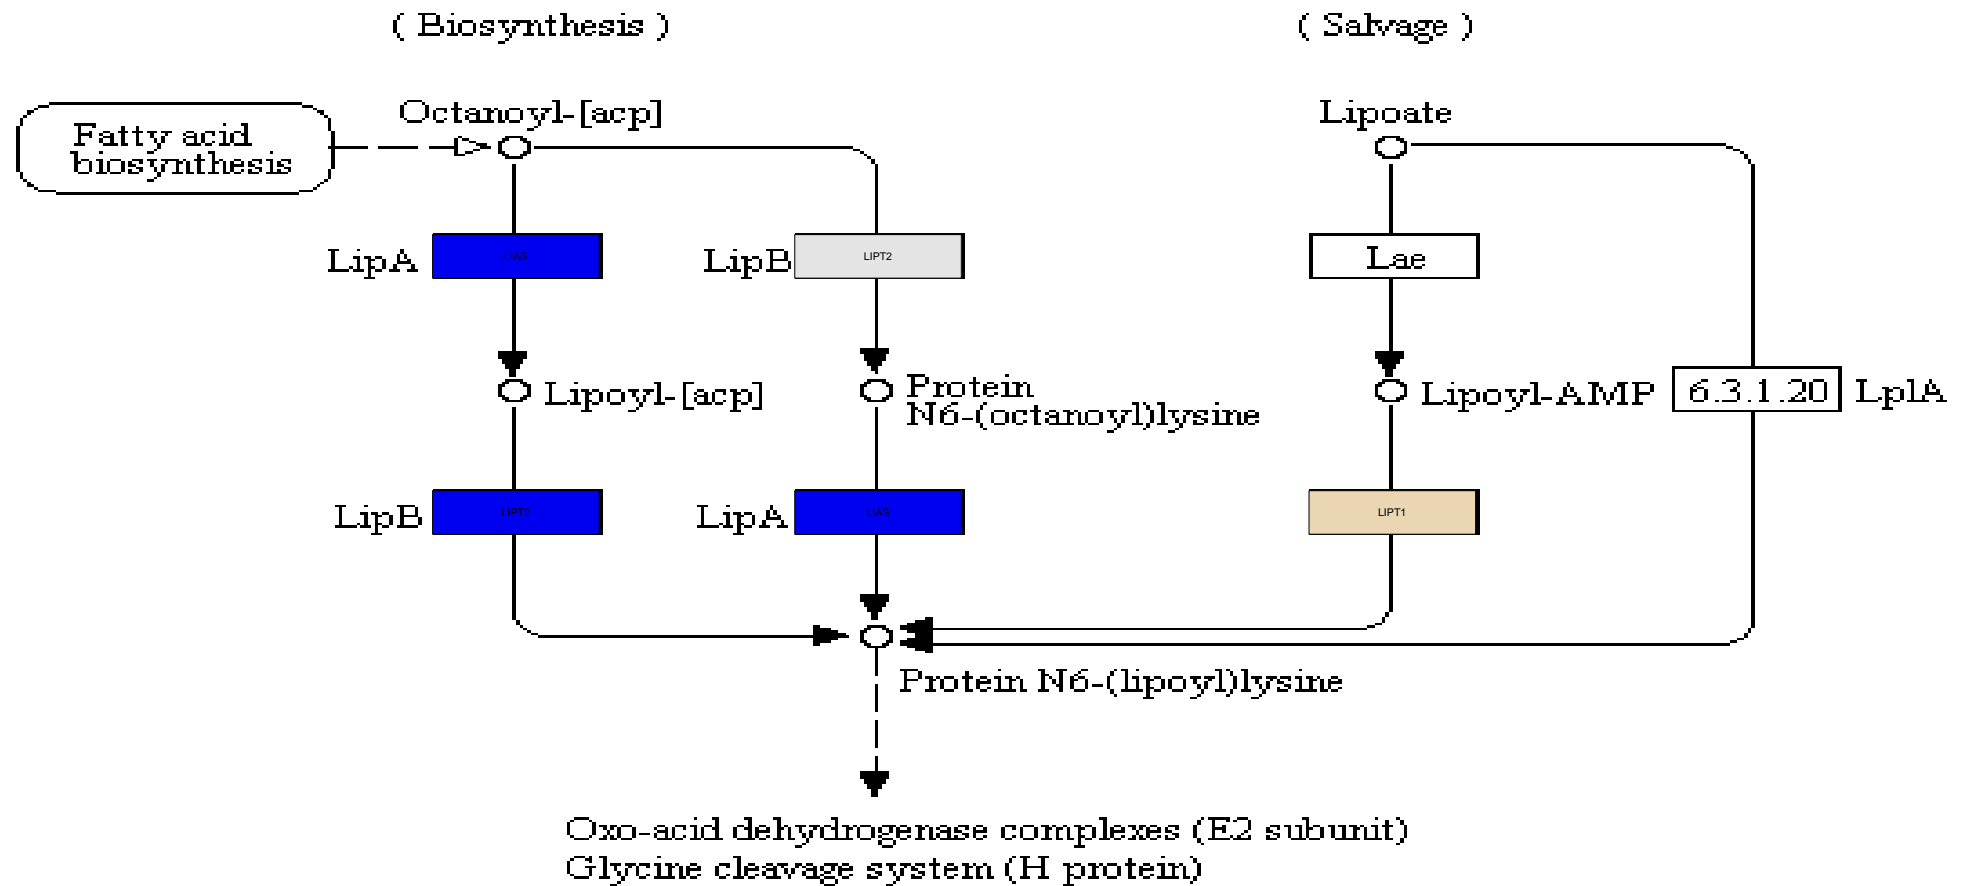 ( Biosynthesis )
( Salvage )
Octanoyl-[acp]
Lipoate
Fatty acid
biosynthesis
LipA
LIAS
LipB
LIPT2
Lae
Lipoyl-[acp]
Protein
N6-(octanoyl)lysine
Lipoyl-AMP
6.3.1.20
LplA
LipB
LIPT2
LipA
LIAS
LIPT1
Protein N6-(lipoyl)lysine
Oxo-acid dehydrogenase complexes (E2 subunit)
Glycine cleavage system (H protein)